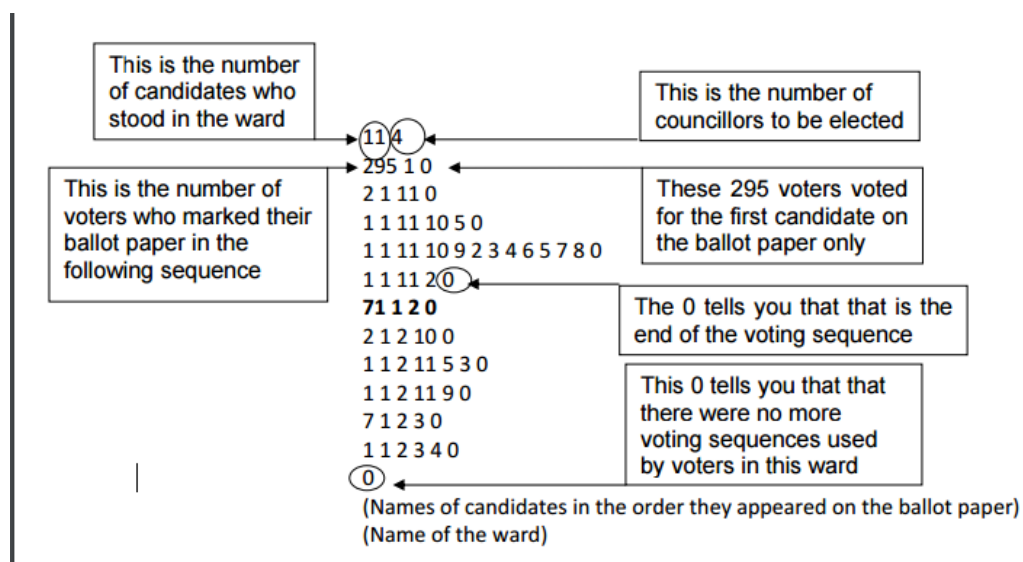 This is the number
of candidates who
stood in the ward
This is the number of
councillors to be elected
11 4
295 1 0
This is the number of
voters who marked their
ballot paper in the
following sequence
These 295 voters voted
for the first candidate on
the ballot paper only
2 1 11 0
1 1 11 10 5 0
1 1 11 10 9 2 3 4 6 5 7 8 0
1 1 11 2 0
The 0 tells you that that is the
end of the voting sequence
71 1 2 0
2 1 2 10 0
1 1 2 11 5 3 0
1 1 2 11 9 0
7 1 2 3 0
1 1 2 3 4 0
0
This 0 tells you that that
there were no more
voting sequences used
by voters in this ward
(Names of candidates in the order they appeared on the ballot paper)
(Name of the ward)